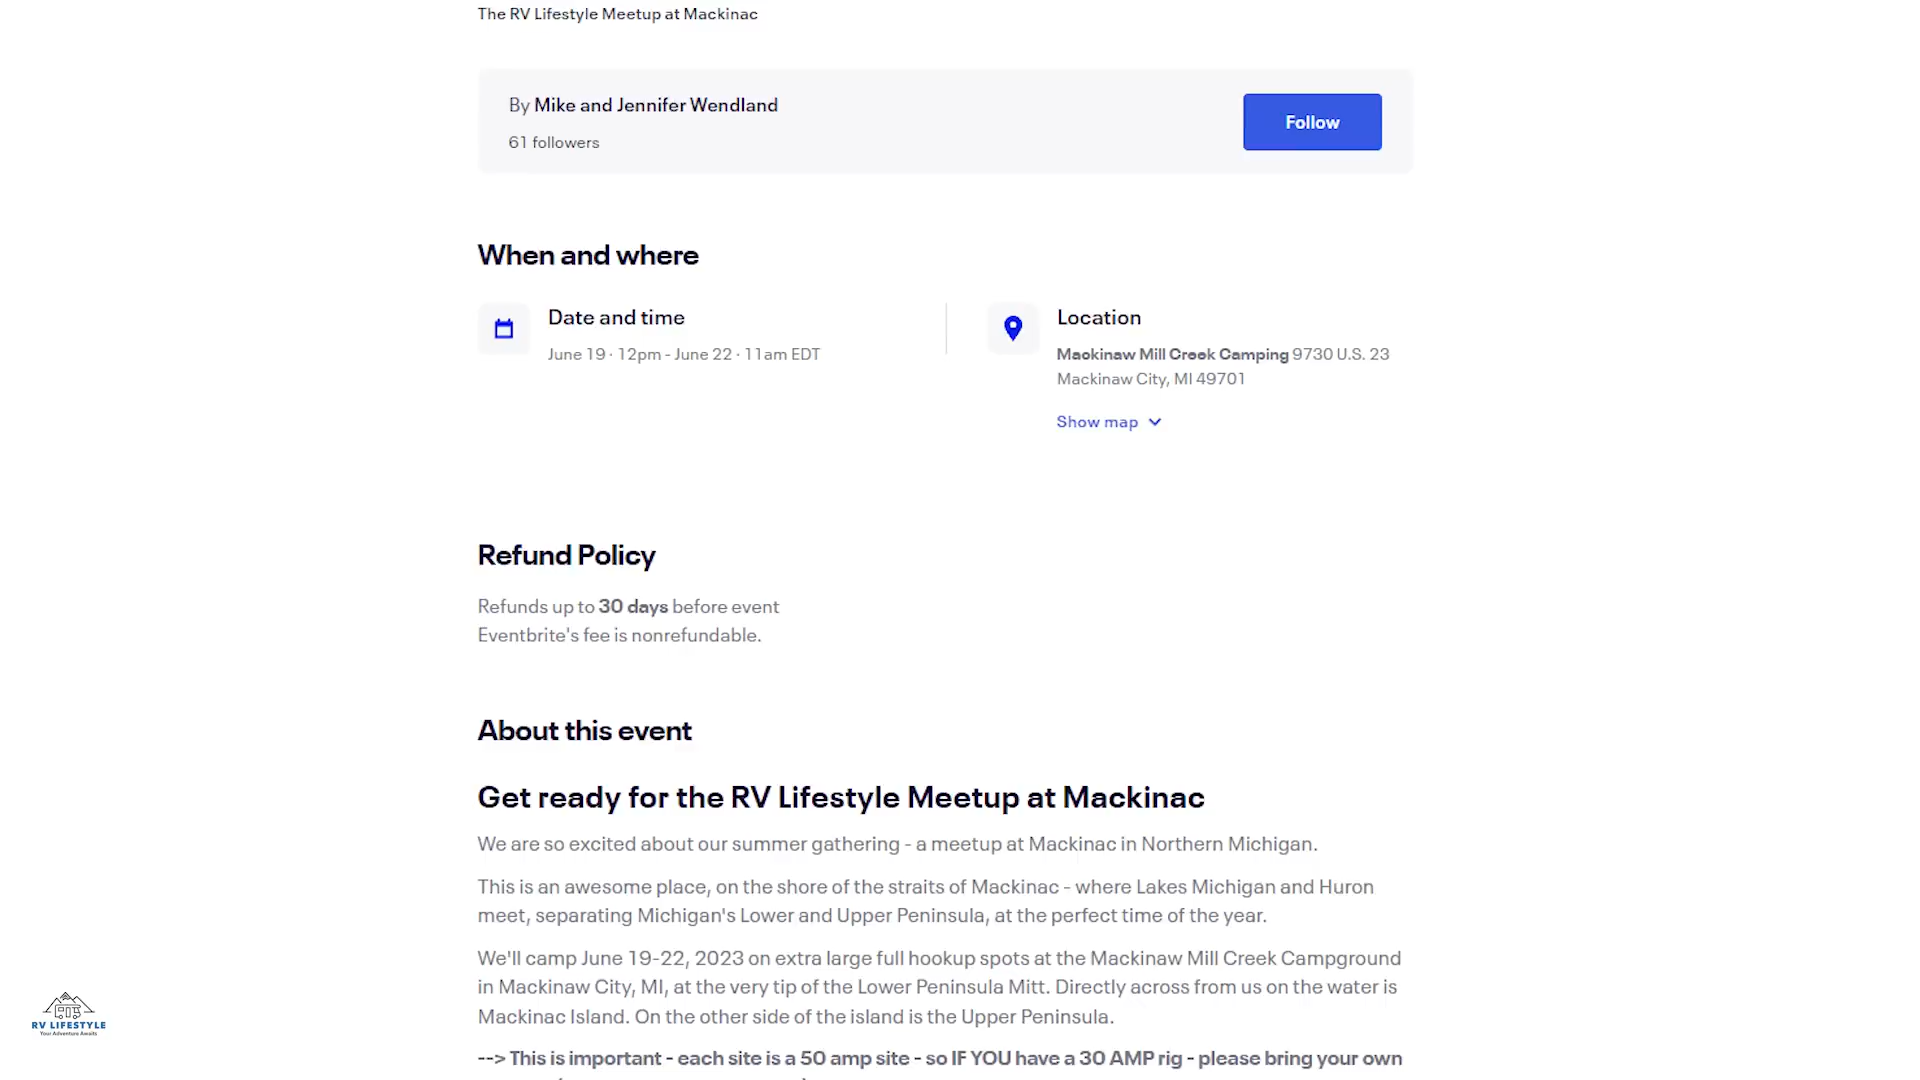 The RV Lifestyle Meetup at Mackinac
By Mike and Jennifer Wendland
61 followers
Follow
When and where
Date and time
June 19 · 12pm - June 22 · 11am EDT
Location
Mackinaw Mill Creek Camping 9730 U.S. 23
Mackinaw City, MI 49701
Show map
Refund Policy
Refunds up to 30 days before event
Eventbrite's fee is nonrefundable.
About this event
Get ready for the RV Lifestyle Meetup at Mackinac
We are so excited about our summer gathering - a meetup at Mackinac in Northern Michigan.
This is an awesome place, on the shore of the straits of Mackinac - where Lakes Michigan and Huron
meet, separating Michigan's Lower and Upper Peninsula, at the perfect time of the year.
We'll camp June 19-22, 2023 on extra large full hookup spots at the Mackinaw Mill Creek Campground
in Mackinaw City, MI, at the very tip of the Lower Peninsula Mitt. Directly across from us on the water is
Mackinac Island. On the other side of the island is the Upper Peninsula.
--> This is important - each site is a 50 amp site - so IF YOU have a 30 AMP rig - please bring your own
RV LIFESTYLE
Your Adventure Awaits